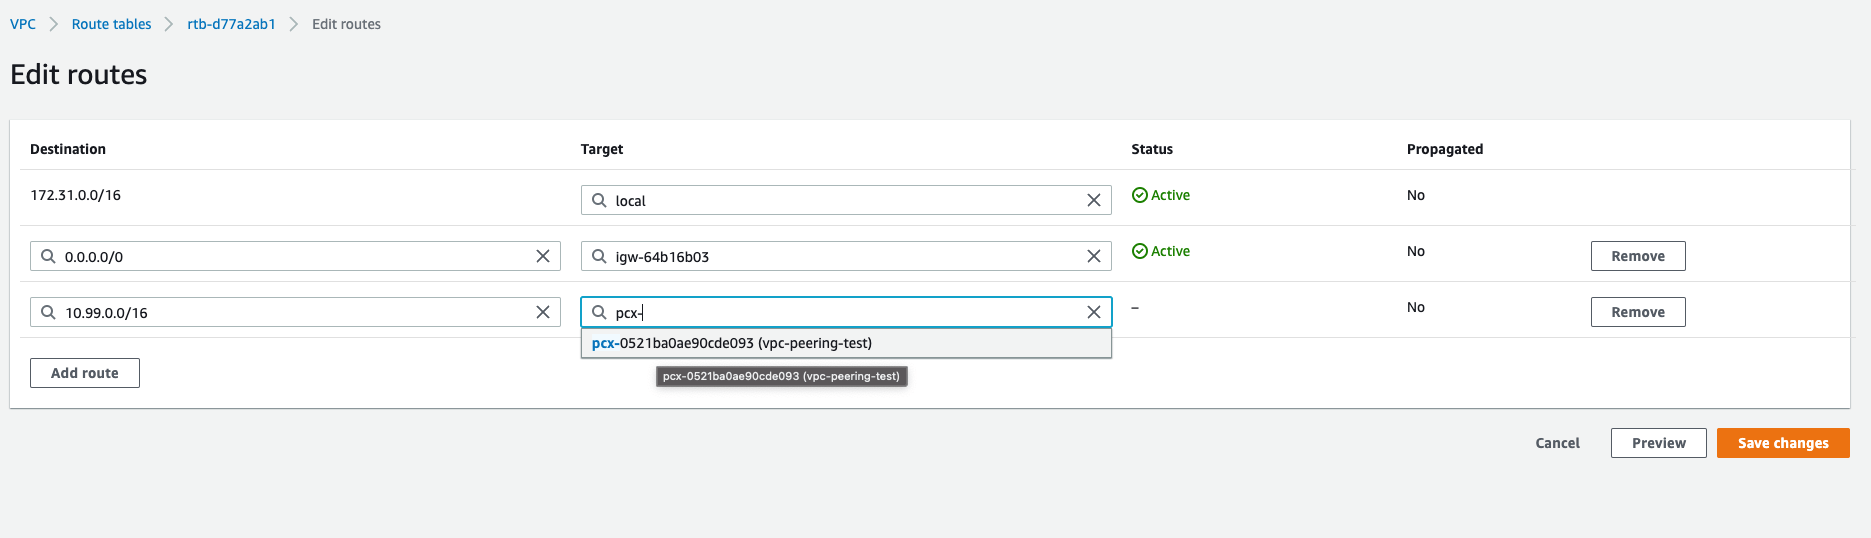 VPC > Route tables > rtb-d77a2ab1 > Edit routes
Edit routes
Destination Target Status Propagated
172.31.0.0/16 local Active No
0.0.0.0/0 igw-64b16b03 Active No Remove
10.99.0.0/16 pcx- – No Remove
pcx-0521ba0ae90cde093 (vpc-peering-test)
Add route
pcx-0521ba0ae90cde093 (vpc-peering-test)
Cancel Preview Save changes